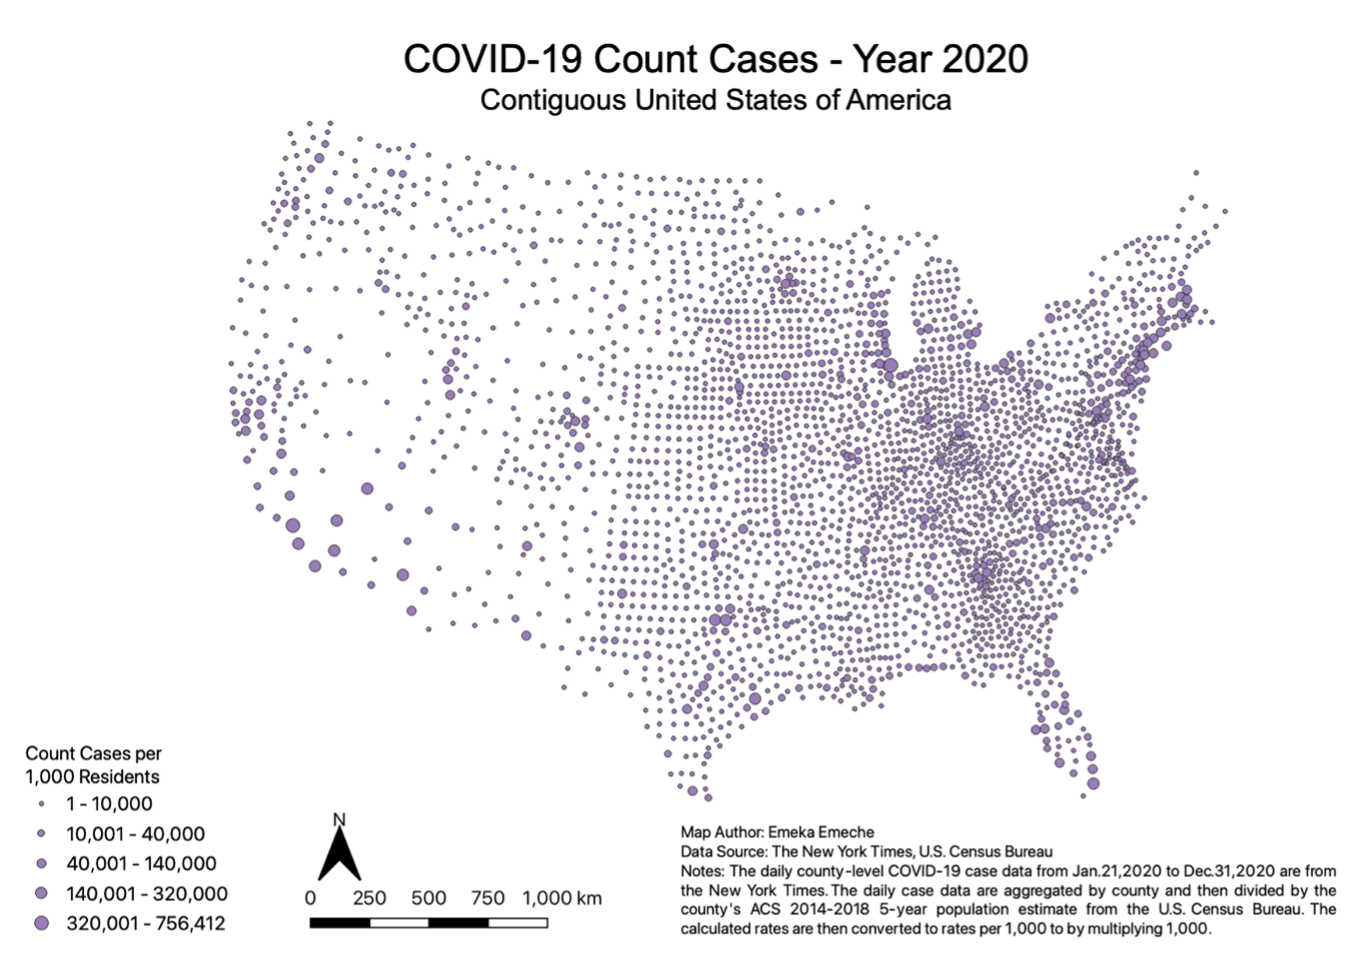 COVID-19 Count Cases - Year 2020
Contiguous United States of America
Count Cases per
1,000 Residents
1 - 10,000
10,001 - 40,000
40,001 - 140,000
140,001 - 320,000
320,001 - 756,412
N
0 250 500 750 1,000 km
Map Author: Emeka Emeche
Data Source: The New York Times, U.S. Census Bureau
Notes: The daily county-level COVID-19 case data from Jan.21,2020 to Dec.31,2020 are from
the New York Times. The daily case data are aggregated by county and then divided by the
county's ACS 2014-2018 5-year population estimate from the U.S. Census Bureau. The
calculated rates are then converted to rates per 1,000 to by multiplying 1,000.